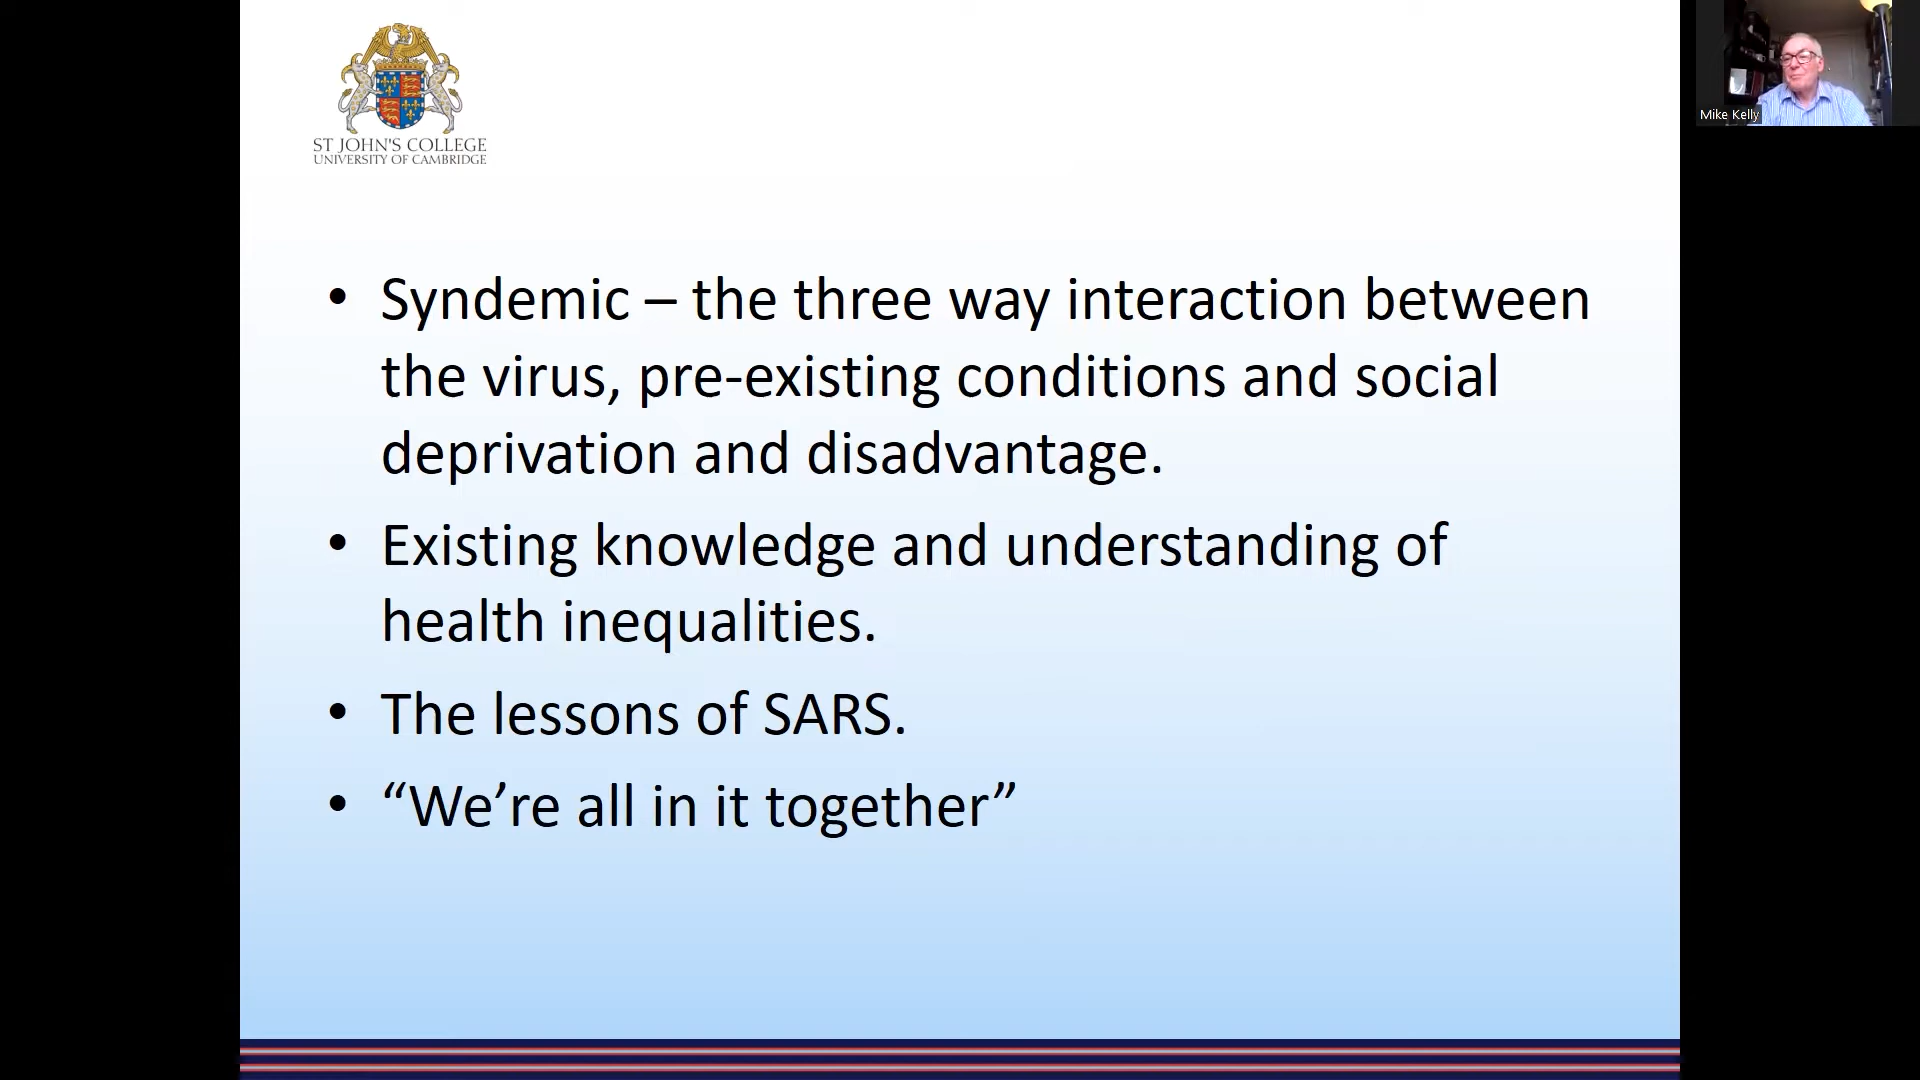 ST JOHN'S COLLEGE
UNIVERSITY OF CAMBRIDGE
Mike Kelly
• Syndemic – the three way interaction between
the virus, pre-existing conditions and social
deprivation and disadvantage.
• Existing knowledge and understanding of
health inequalities.
• The lessons of SARS.
• “We’re all in it together”